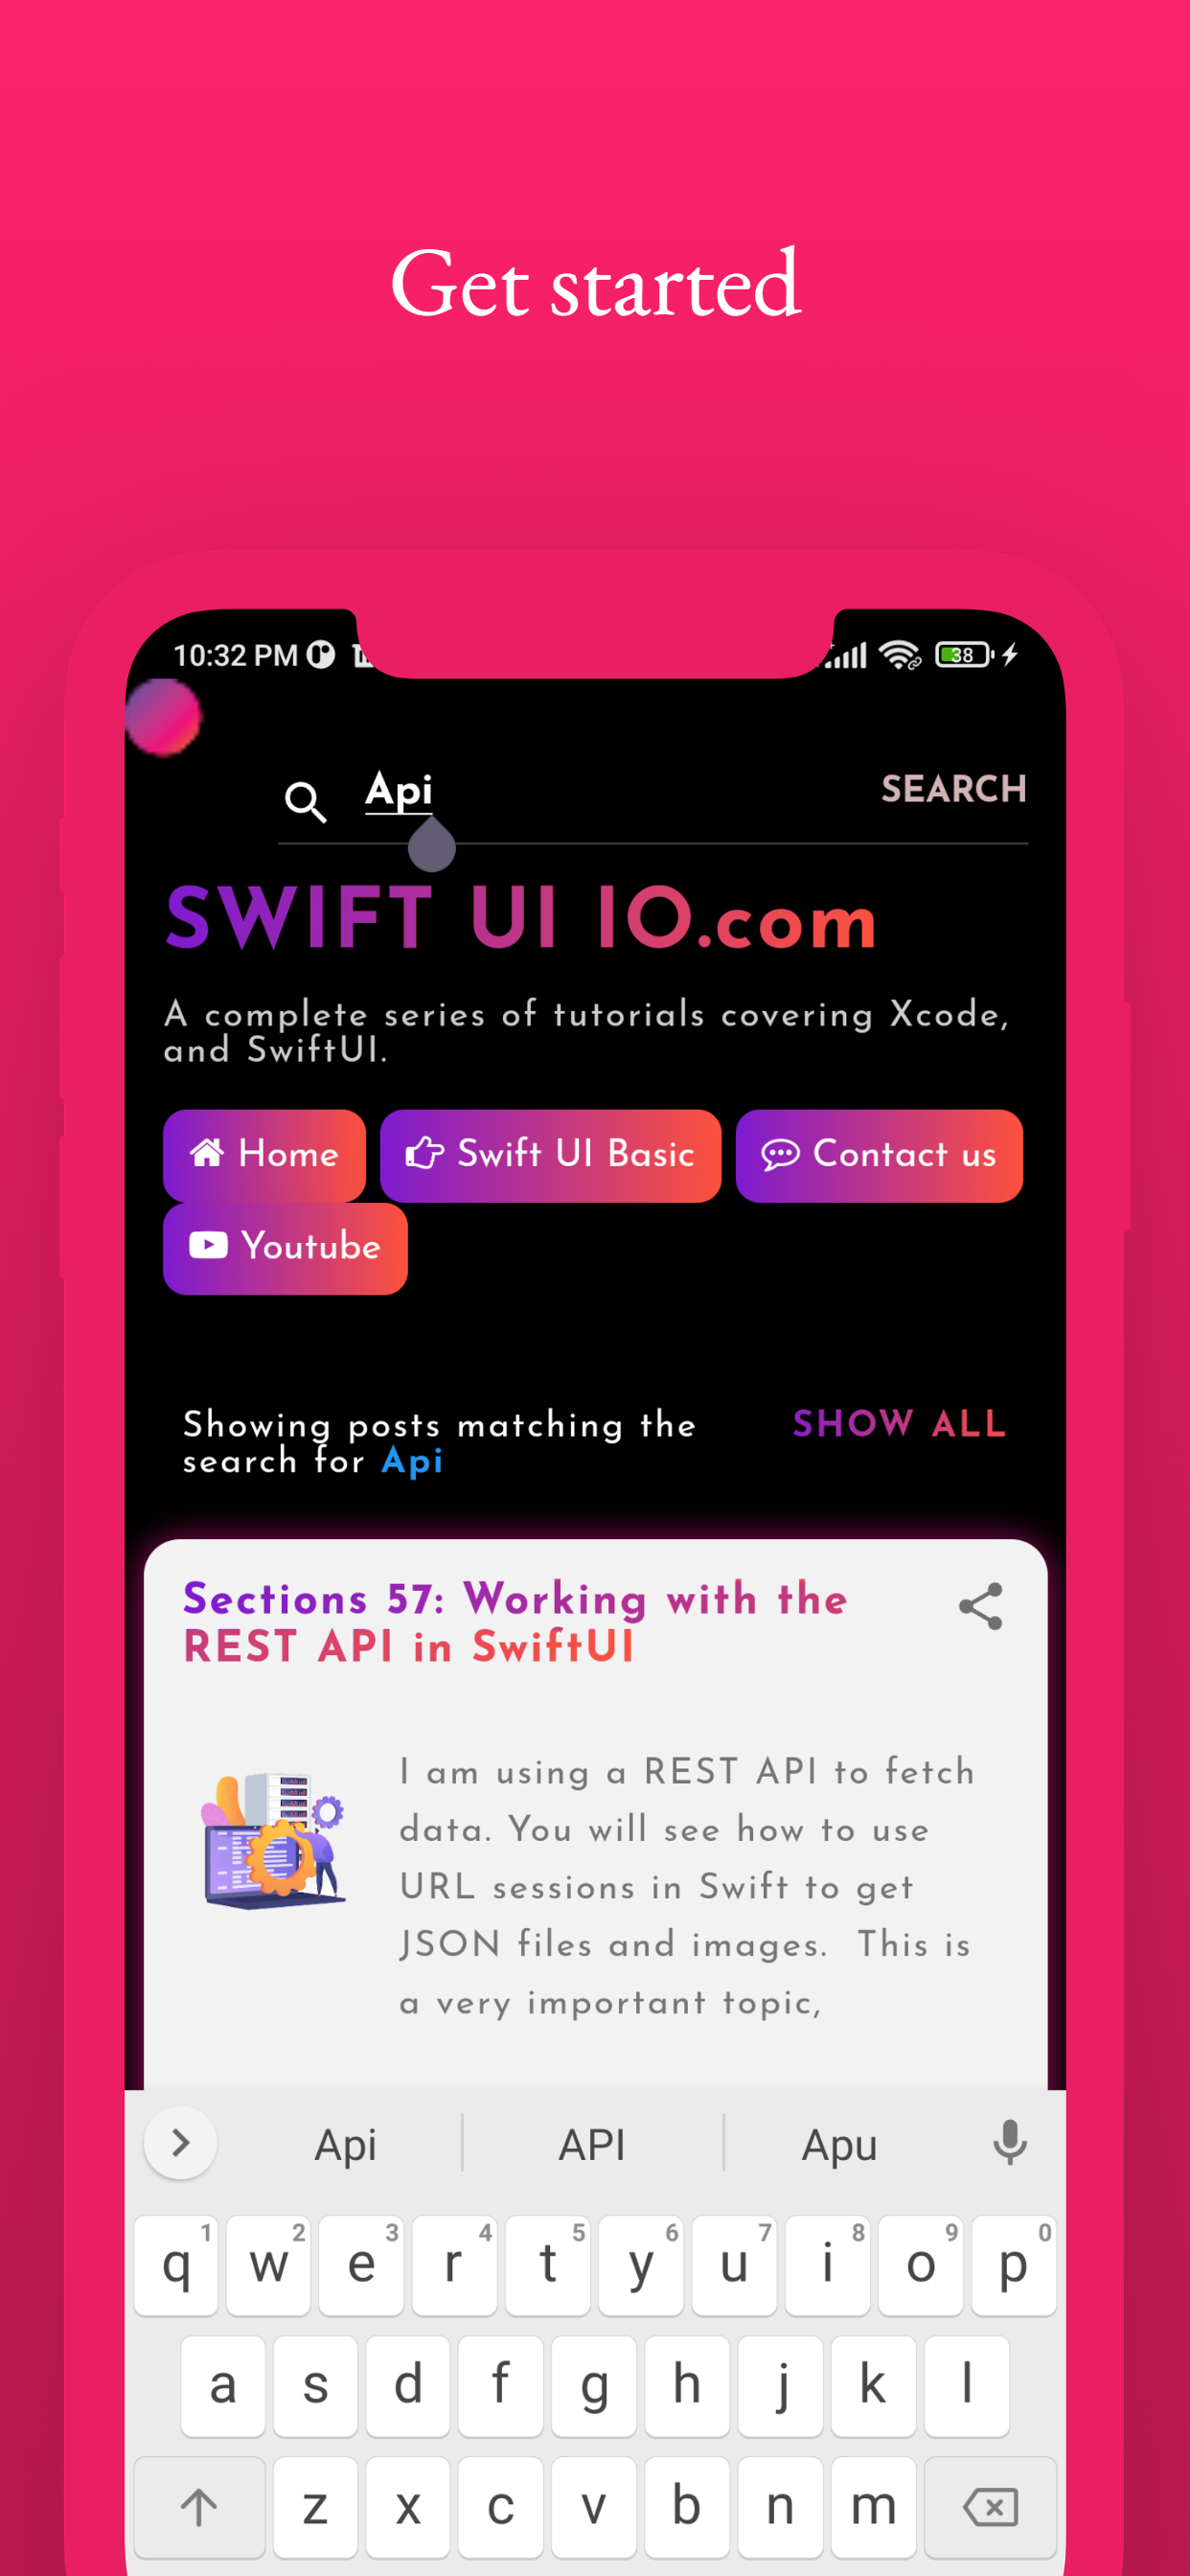 Get started
10:32 PM
38
Api
SEARCH
SWIFT UI IO.com
A complete series of tutorials covering Xcode,
and SwiftUI.
Home
Swift UI Basic
Contact us
Youtube
Showing posts matching the
search for Api
SHOW ALL
Sections 57: Working with the
REST API in SwiftUI
I am using a REST API to fetch
data. You will see how to use
URL sessions in Swift to get
JSON files and images. This is
a very important topic,
Api API Apu
q 1 w 2 e 3 r 4 t 5 y 6 u 7 i 8 o 9 p 0
a s d f g h j k l
z x c v b n m